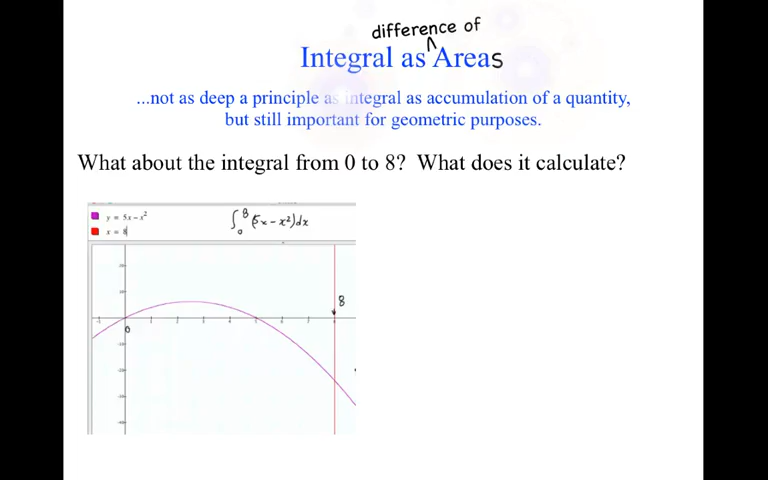 difference of
Integral as ^ Areas
...not as deep a principle as integral as accumulation of a quantity,
but still important for geometric purposes.
What about the integral from 0 to 8? What does it calculate?
y = 5x – x²
∫₀⁸ (5x – x²) dx
x = 8
8
0